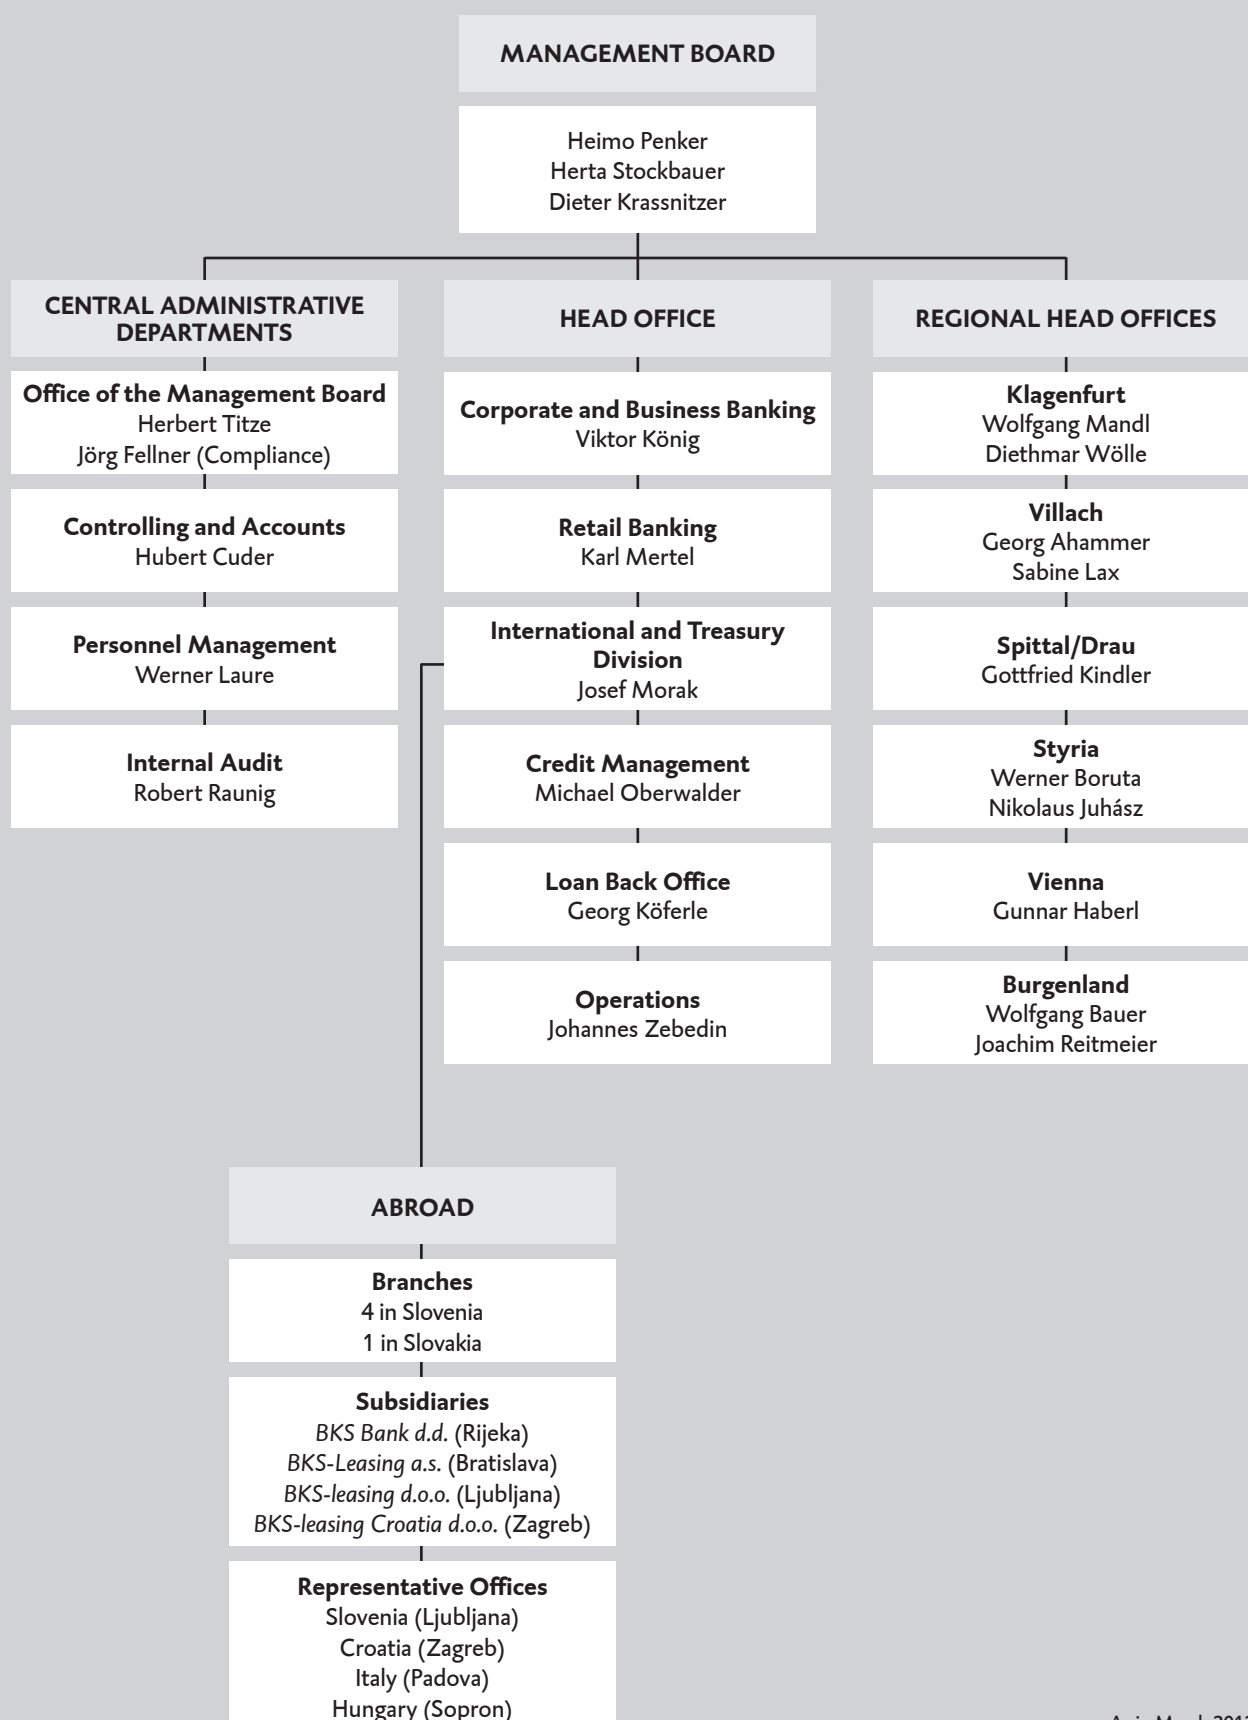 MANAGEMENT BOARD
Heimo Penker
Herta Stockbauer
Dieter Krassnitzer
CENTRAL ADMINISTRATIVE
DEPARTMENTS
Office of the Management Board
Herbert Titze
Jörg Fellner (Compliance)
Controlling and Accounts
Hubert Cuder
Personnel Management
Werner Laure
Internal Audit
Robert Raunig
HEAD OFFICE
Corporate and Business Banking
Viktor König
Retail Banking
Karl Mertel
International and Treasury
Division
Josef Morak
Credit Management
Michael Oberwalder
Loan Back Office
Georg Köferle
Operations
Johannes Zebedin
REGIONAL HEAD OFFICES
Klagenfurt
Wolfgang Mandl
Diethmar Wölle
Villach
Georg Ahammer
Sabine Lax
Spittal/Drau
Gottfried Kindler
Styria
Werner Boruta
Nikolaus Juhász
Vienna
Gunnar Haberl
Burgenland
Wolfgang Bauer
Joachim Reitmeier
ABROAD
Branches
4 in Slovenia
1 in Slovakia
Subsidiaries
BKS Bank d.d. (Rijeka)
BKS-Leasing a.s. (Bratislava)
BKS-leasing d.o.o. (Ljubljana)
BKS-leasing Croatia d.o.o. (Zagreb)
Representative Offices
Slovenia (Ljubljana)
Croatia (Zagreb)
Italy (Padova)
Hungary (Sopron)